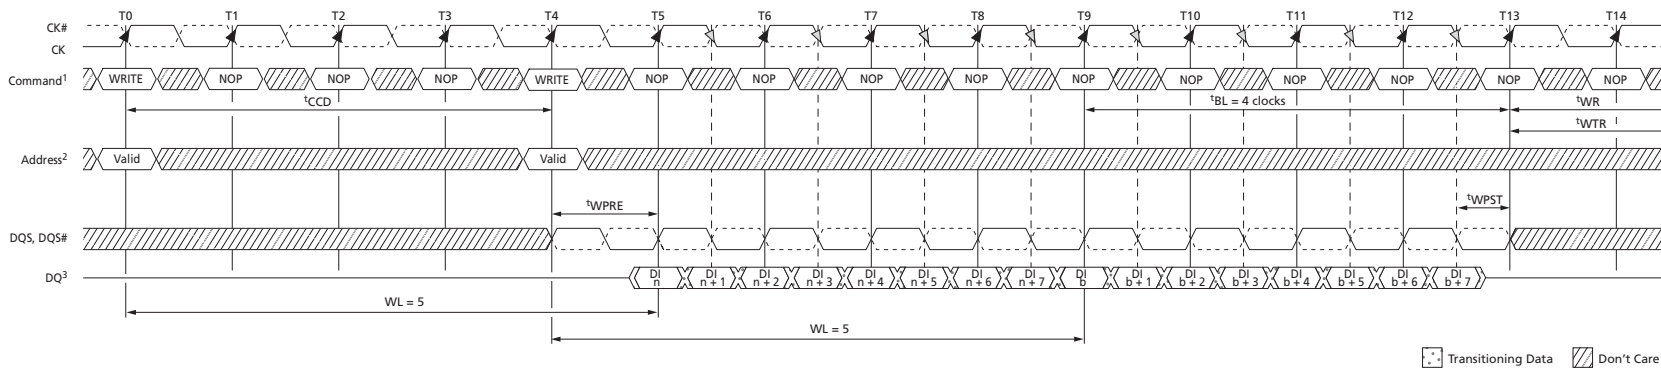 T0 T1 T2 T3 T4 T5 T6 T7 T8 T9 T10 T11 T12 T13 T14
CK#
CK
Command1 WRITE NOP NOP NOP WRITE NOP NOP NOP NOP NOP NOP NOP NOP NOP NOP
tCCD tBL = 4 clocks tWR
tWTR
Address2 Valid Valid
tWPRE tWPST
DQS, DQS#
DQ3 DI n DI n + 1 DI n + 2 DI n + 3 DI n + 4 DI n + 5 DI n + 6 DI n + 7 DI b DI b + 1 DI b + 2 DI b + 3 DI b + 4 DI b + 5 DI b + 6 DI b + 7
WL = 5
WL = 5
Transitioning Data Don't Care